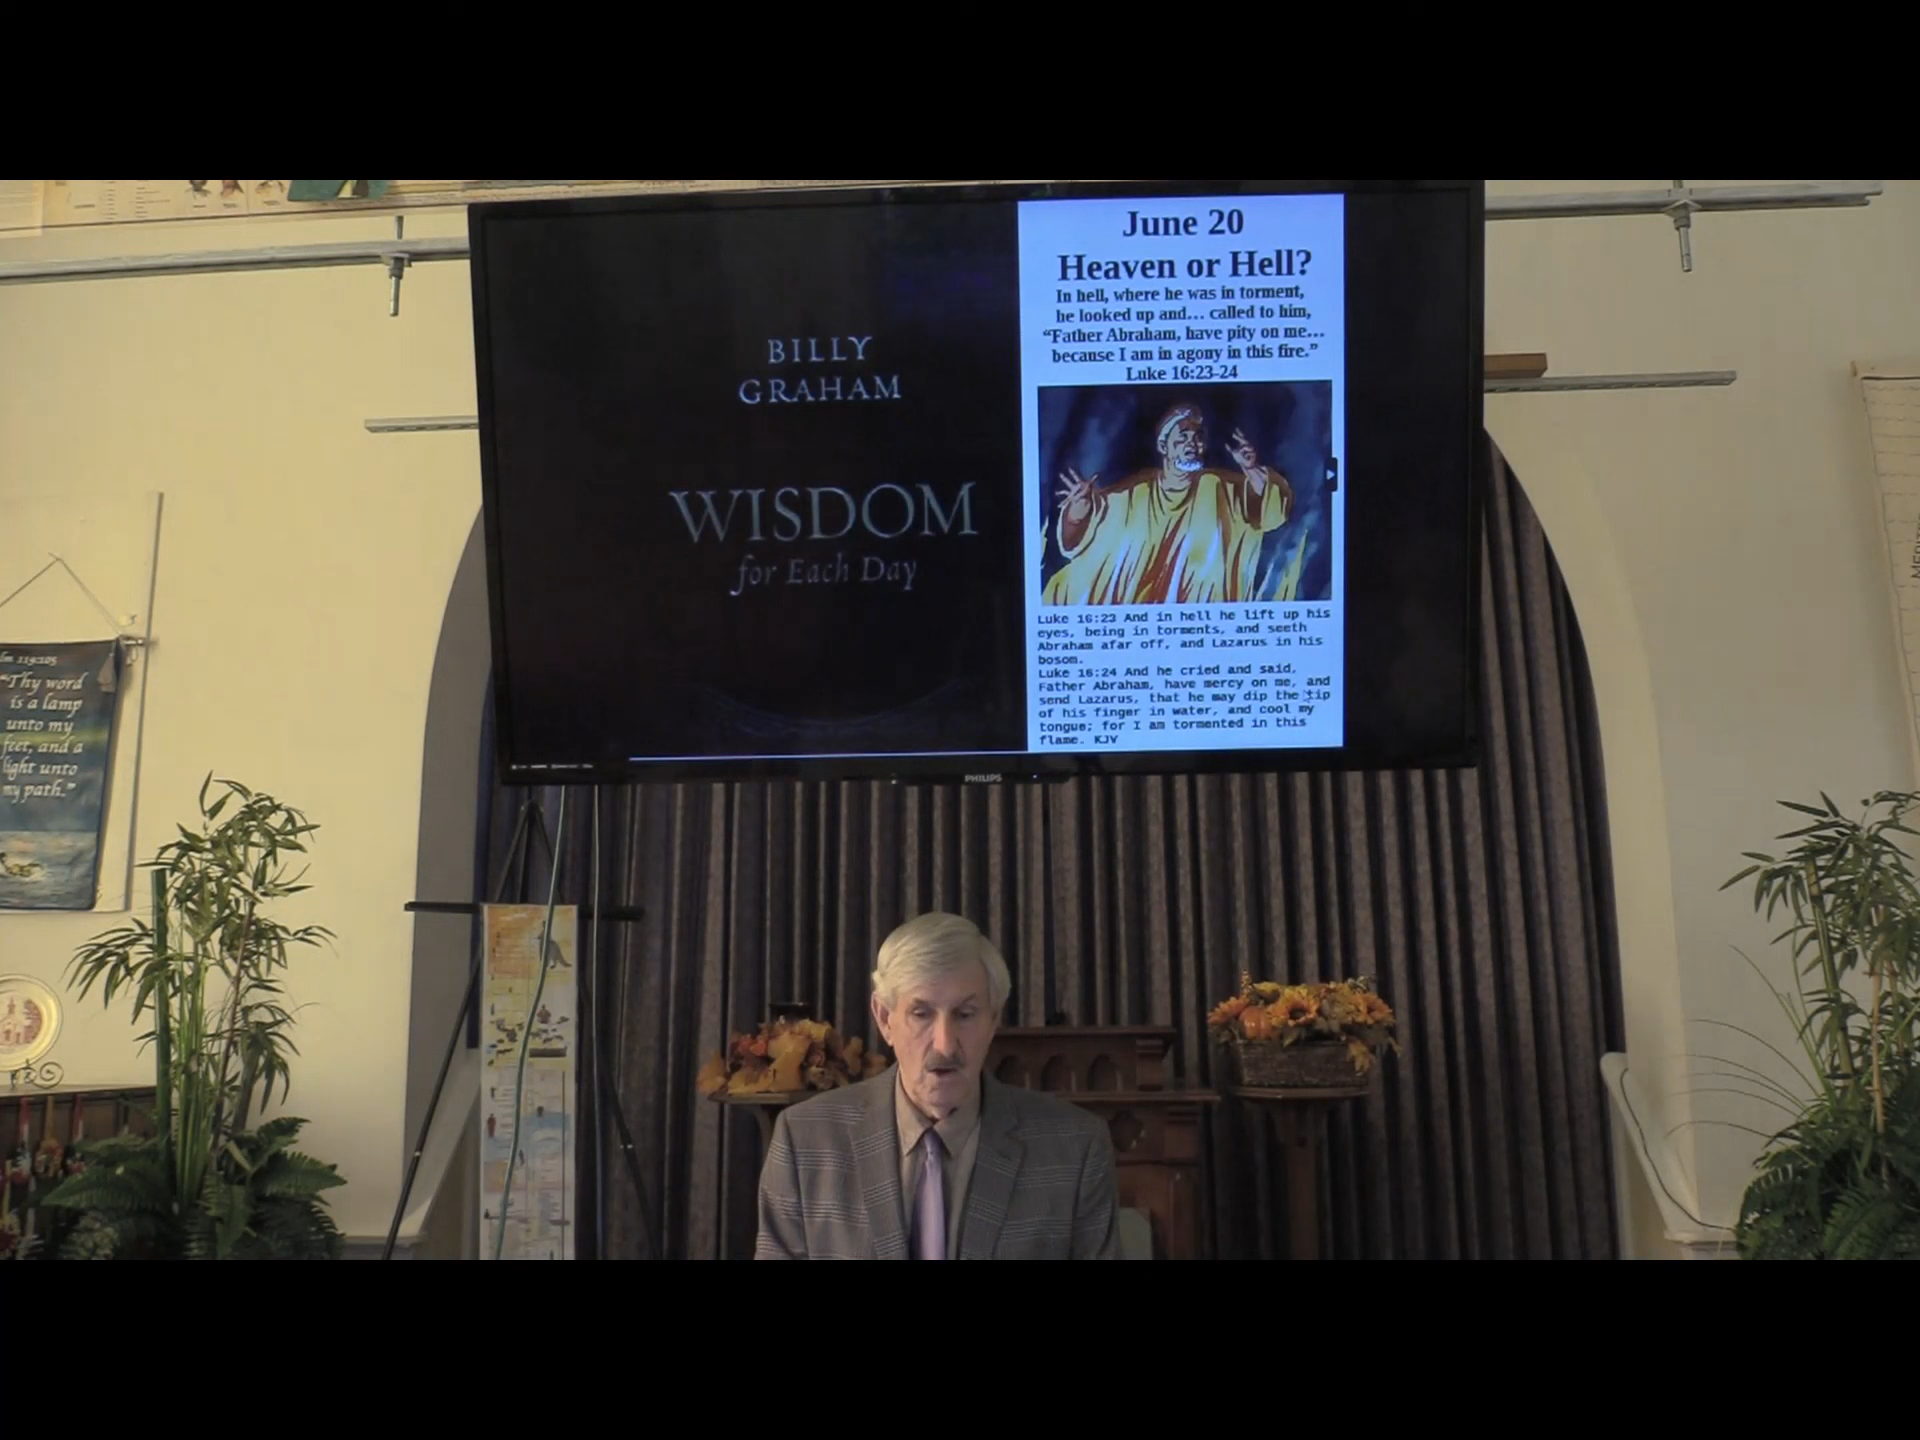 BILLY
GRAHAM
WISDOM
for Each Day
June 20
Heaven or Hell?
In hell, where he was in torment,
he looked up and... called to him,
“Father Abraham, have pity on me...
because I am in agony in this fire.”
Luke 16:23-24
Luke 16:23 And in hell he lift up his
eyes, being in torments, and seeth
Abraham afar off, and Lazarus in his
bosom.
Luke 16:24 And he cried and said,
Father Abraham, have mercy on me, and
send Lazarus, that he may dip the tip
of his finger in water, and cool my
tongue; for I am tormented in this
flame. KJV
PHILIPS
119:105
“Thy word
is a lamp
unto my
feet, and a
light unto
my path.”